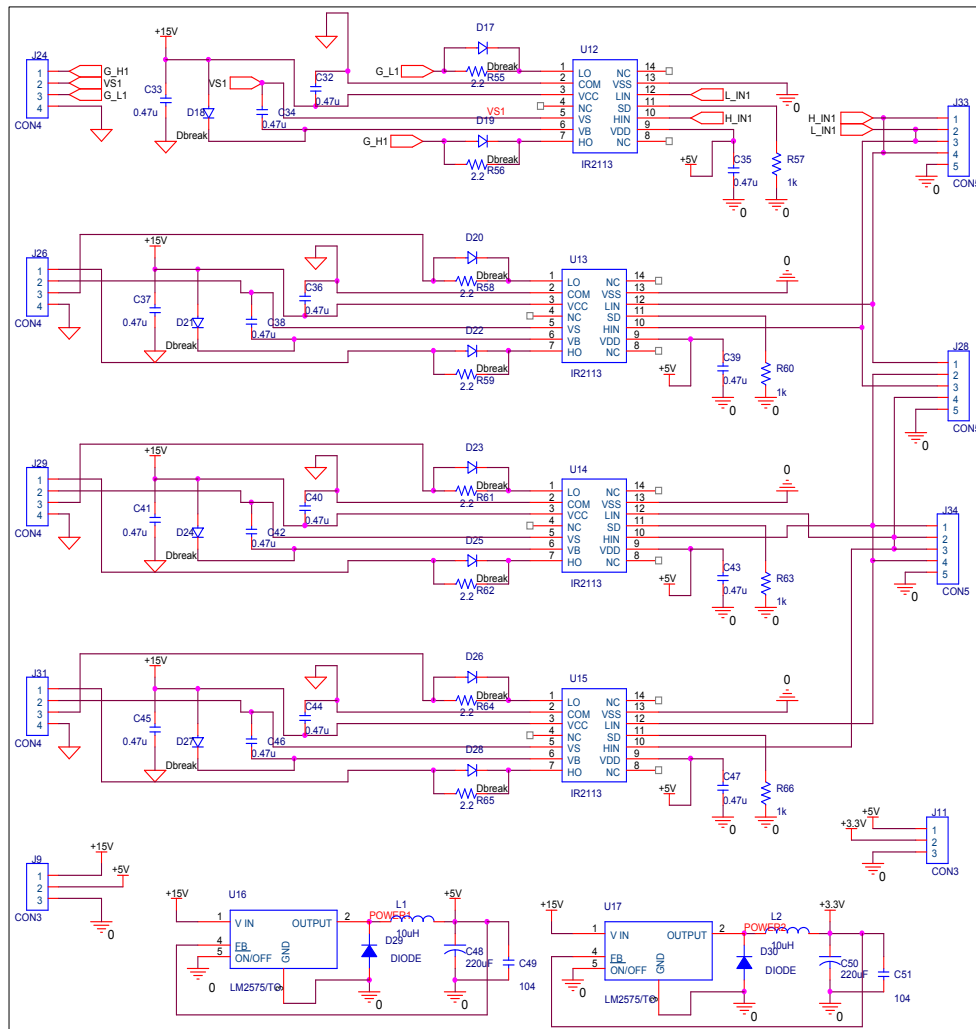 D17
+15V
J24
U12
G_H1
G_L1
1 LO NC 14
1
2 COM VSS 13
2
VS1
VS1
C32
Dbreak
R55
3 VCC LIN 12
L_IN1
3
G_L1
C33
2.2
4 NC SD 11
4
0.47u
0.47u
D18
C34
VS1
5 VS HIN 10
H_IN1
H_IN1
J33
CON4
0.47u
0.47u
D19
6 VB VDD 9
L_IN1
1
Dbreak
G_H1
7 HO NC 8
2
Dbreak
R56
2.2
IR2113
+5V
C35
0.47u
R57
1k
3
4
5
0
0
0
CON5
0
D20
+15V
J26
U13
0
1
2
3
4
CON4
C37
0.47u
D21
Dbreak
C36
0.47u
C38
0.47u
Dbreak
R58
2.2
D22
Dbreak
R59
2.2
1 LO NC 14
2 COM VSS 13
3 VCC LIN 12
4 NC SD 11
5 VS HIN 10
6 VB VDD 9
7 HO NC 8
IR2113
+5V
C39
0.47u
R60
1k
0
0
J28
1
2
3
4
5
CON5
0
D23
+15V
J29
U14
0
1
2
3
4
CON4
C41
0.47u
D24
Dbreak
C40
0.47u
C42
0.47u
Dbreak
R61
2.2
D25
Dbreak
R62
2.2
1 LO NC 14
2 COM VSS 13
3 VCC LIN 12
4 NC SD 11
5 VS HIN 10
6 VB VDD 9
7 HO NC 8
IR2113
+5V
C43
0.47u
R63
1k
0
0
J34
1
2
3
4
5
CON5
0
D26
+15V
J31
U15
0
1
2
3
4
CON4
C45
0.47u
D27
Dbreak
C44
0.47u
C46
0.47u
Dbreak
R64
2.2
D28
Dbreak
R65
2.2
1 LO NC 14
2 COM VSS 13
3 VCC LIN 12
4 NC SD 11
5 VS HIN 10
6 VB VDD 9
7 HO NC 8
IR2113
+5V
C47
0.47u
R66
1k
0
0
+5V
J11
+3.3V
1
2
3
CON3
0
+15V
J9
+5V
1
2
3
CON3
0
+15V
U16
1 V IN OUTPUT 2
4 FB
5 ON/OFF
GND
3
LM2575/TO
0
POWER1
L1
10uH
D29
DIODE
0
+5V
C48
220uF
0
C49
104
+15V
U17
1 V IN OUTPUT 2
4 FB
5 ON/OFF
GND
3
LM2575/TO
0
POWER2
L2
10uH
D30
DIODE
0
+3.3V
C50
220uF
0
C51
104